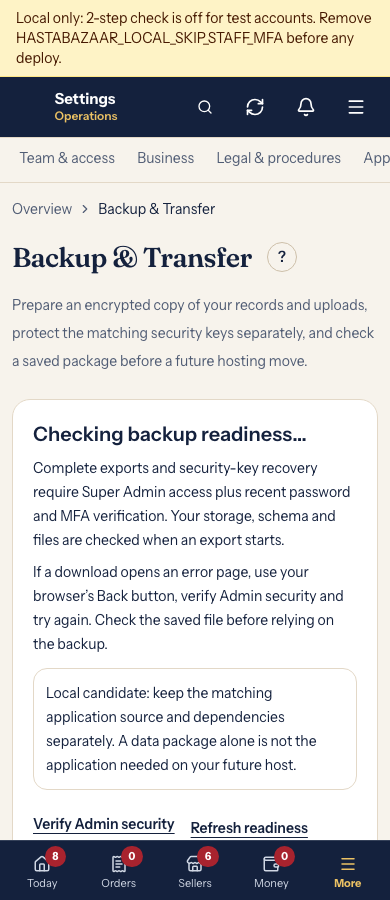 Local only: 2-step check is off for test accounts. Remove
HASTABAZAAR_LOCAL_SKIP_STAFF_MFA before any
deploy.
Settings
Operations
Team & access Business Legal & procedures App
Overview > Backup & Transfer
Backup & Transfer ?
Prepare an encrypted copy of your records and uploads,
protect the matching security keys separately, and check
a saved package before a future hosting move.
Checking backup readiness...
Complete exports and security-key recovery
require Super Admin access plus recent password
and MFA verification. Your storage, schema and
files are checked when an export starts.
If a download opens an error page, use your
browser's Back button, verify Admin security and
try again. Check the saved file before relying on
the backup.
Local candidate: keep the matching
application source and dependencies
separately. A data package alone is not the
application needed on your future host.
Verify Admin security Refresh readiness
8 0 6 0
Today Orders Sellers Money More